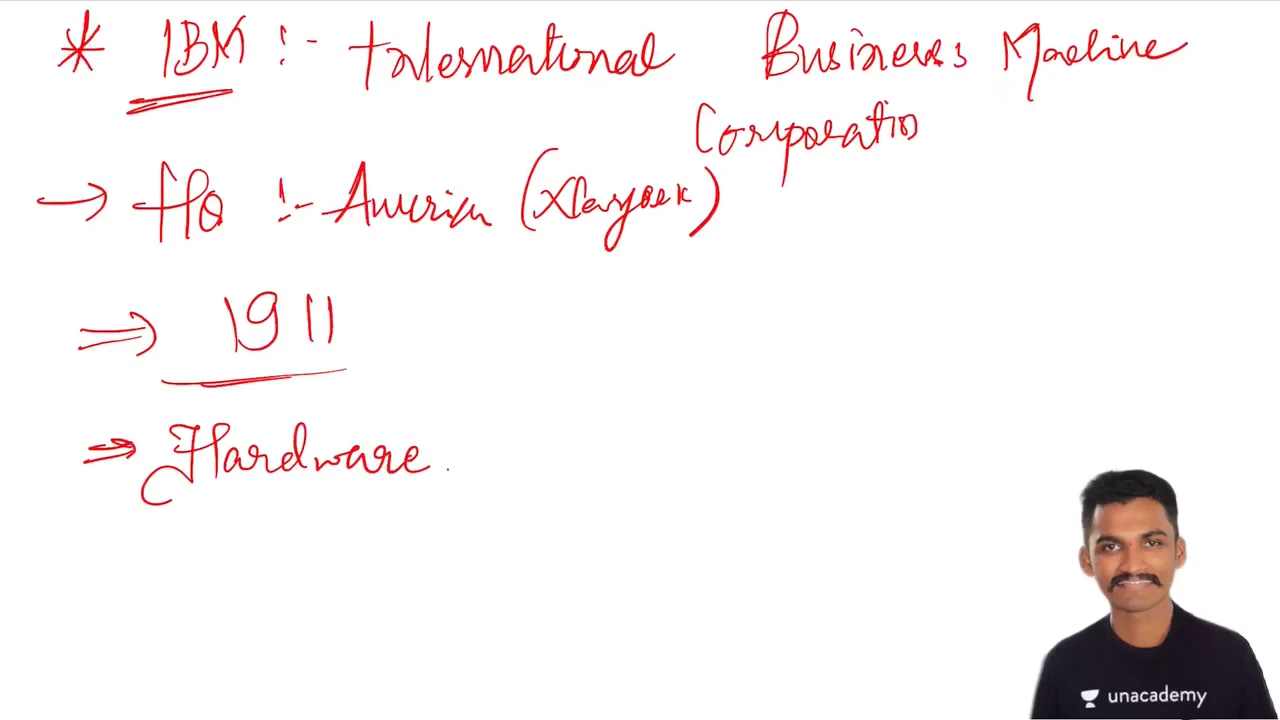 * IBM :- International Business Machine
Corporation
→ HQ :- America (Newyork)
⇒ 1911
⇒ Hardware
unacademy